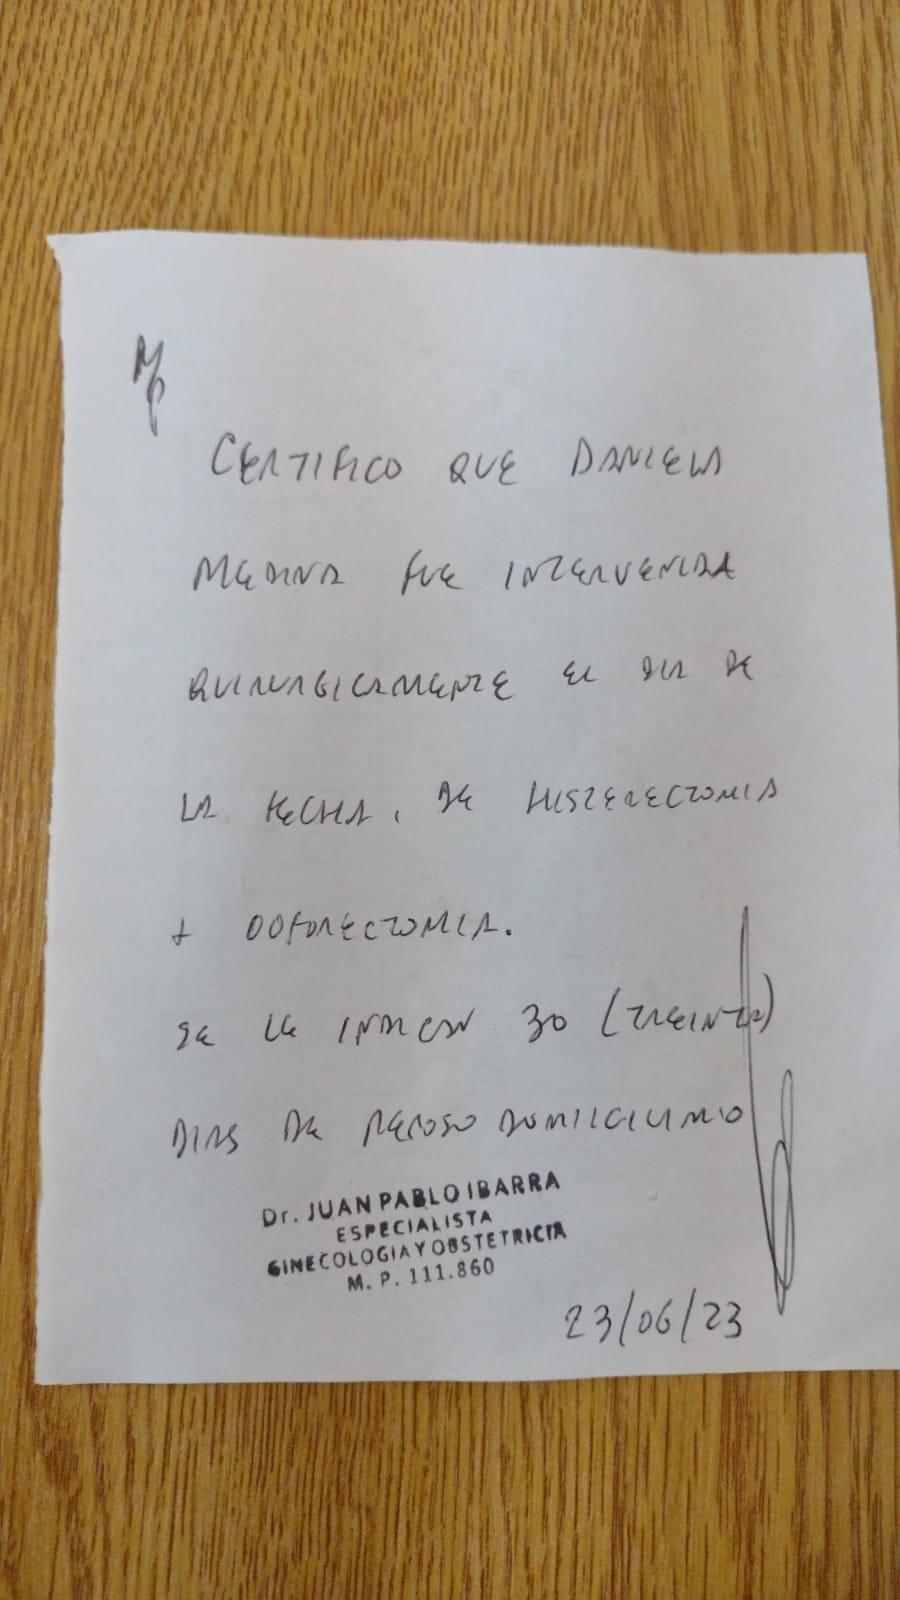 Rp
CERTIFICO QUE DANIELA
MEDINA FUE INTERVENIDA
QUIRURGICAMENTE EL DIA DE
LA FECHA, DE HISTERECTOMIA
+ OOFORECTOMIA.
SE LE INDICAN 30 (TREINTA)
DIAS DE REPOSO DOMICILIARIO
Dr. JUAN PABLO IBARRA
ESPECIALISTA
GINECOLOGIA Y OBSTETRICIA
M. P. 111.860
23/06/23